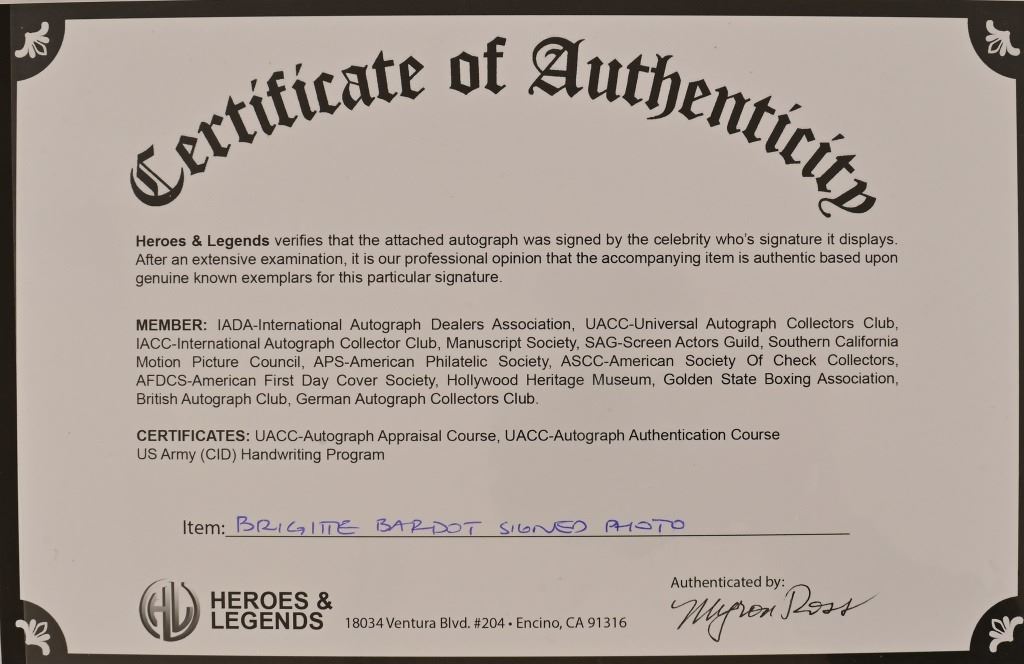 Certificate of Authenticity
Heroes & Legends verifies that the attached autograph was signed by the celebrity who's signature it displays.
After an extensive examination, it is our professional opinion that the accompanying item is authentic based upon
genuine known exemplars for this particular signature.
MEMBER: IADA-International Autograph Dealers Association, UACC-Universal Autograph Collectors Club,
IACC-International Autograph Collector Club, Manuscript Society, SAG-Screen Actors Guild, Southern California
Motion Picture Council, APS-American Philatelic Society, ASCC-American Society Of Check Collectors,
AFDCS-American First Day Cover Society, Hollywood Heritage Museum, Golden State Boxing Association,
British Autograph Club, German Autograph Collectors Club.
CERTIFICATES: UACC-Autograph Appraisal Course, UACC-Autograph Authentication Course
US Army (CID) Handwriting Program
Item: BRIGITTE BARDOT SIGNED PHOTO
HL HEROES &
LEGENDS
18034 Ventura Blvd. #204 • Encino, CA 91316
Authenticated by:
Myron Ross